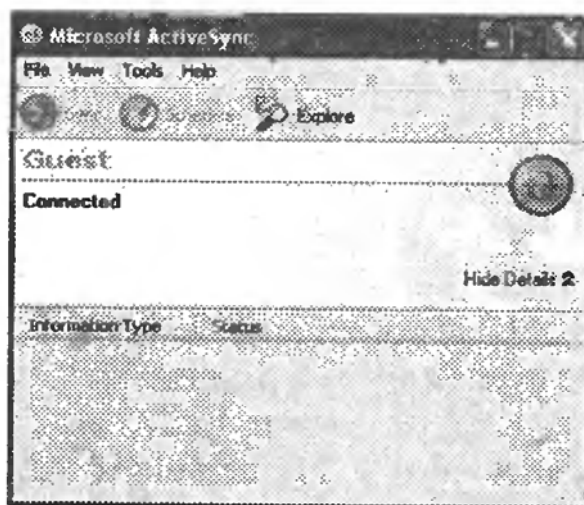 Microsoft ActiveSync
File View Tools Help
Explore
Guest
Connected
Hide Details
Information Type Status